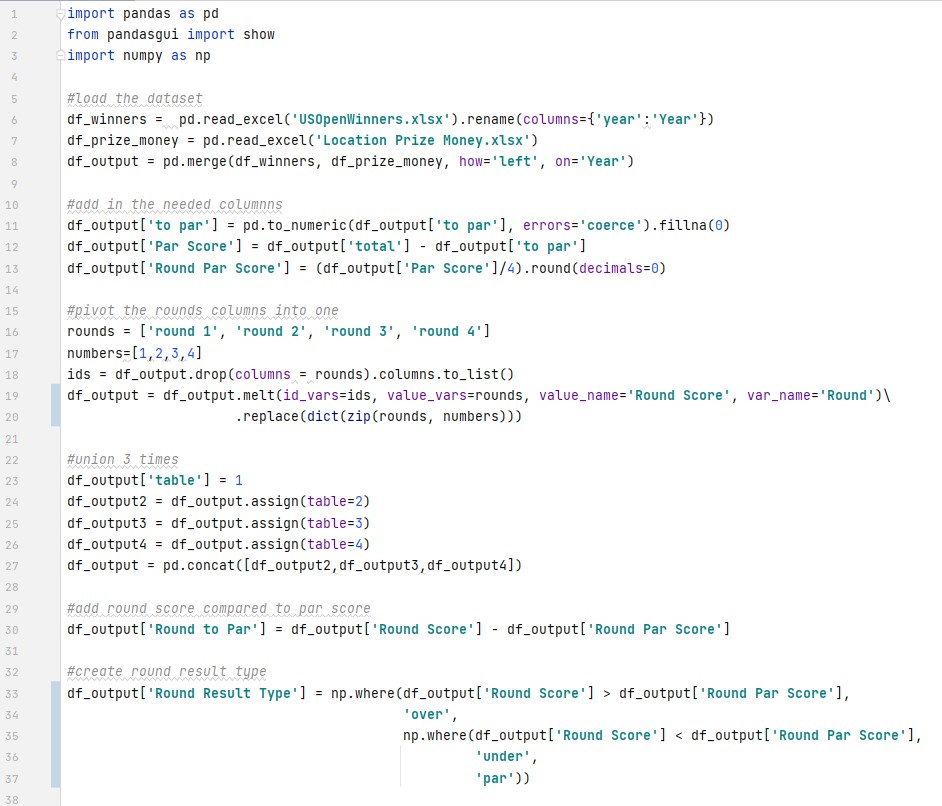 1 import pandas as pd
2 from pandasgui import show
3 import numpy as np
4
5 #load the dataset
6 df_winners =  pd.read_excel('USOpenWinners.xlsx').rename(columns={'year':'Year'})
7 df_prize_money = pd.read_excel('Location Prize Money.xlsx')
8 df_output = pd.merge(df_winners, df_prize_money, how='left', on='Year')
9
10 #add in the needed columnns
11 df_output['to par'] = pd.to_numeric(df_output['to par'], errors='coerce').fillna(0)
12 df_output['Par Score'] = df_output['total'] - df_output['to par']
13 df_output['Round Par Score'] = (df_output['Par Score']/4).round(decimals=0)
14
15 #pivot the rounds columns into one
16 rounds = ['round 1', 'round 2', 'round 3', 'round 4']
17 numbers=[1,2,3,4]
18 ids = df_output.drop(columns = rounds).columns.to_list()
19 df_output = df_output.melt(id_vars=ids, value_vars=rounds, value_name='Round Score', var_name='Round')\
20                      .replace(dict(zip(rounds, numbers)))
21
22 #union 3 times
23 df_output['table'] = 1
24 df_output2 = df_output.assign(table=2)
25 df_output3 = df_output.assign(table=3)
26 df_output4 = df_output.assign(table=4)
27 df_output = pd.concat([df_output2,df_output3,df_output4])
28
29 #add round score compared to par score
30 df_output['Round to Par'] = df_output['Round Score'] - df_output['Round Par Score']
31
32 #create round result type
33 df_output['Round Result Type'] = np.where(df_output['Round Score'] > df_output['Round Par Score'],
34                                           'over',
35                                           np.where(df_output['Round Score'] < df_output['Round Par Score'],
36                                                    'under',
37                                                    'par'))
38